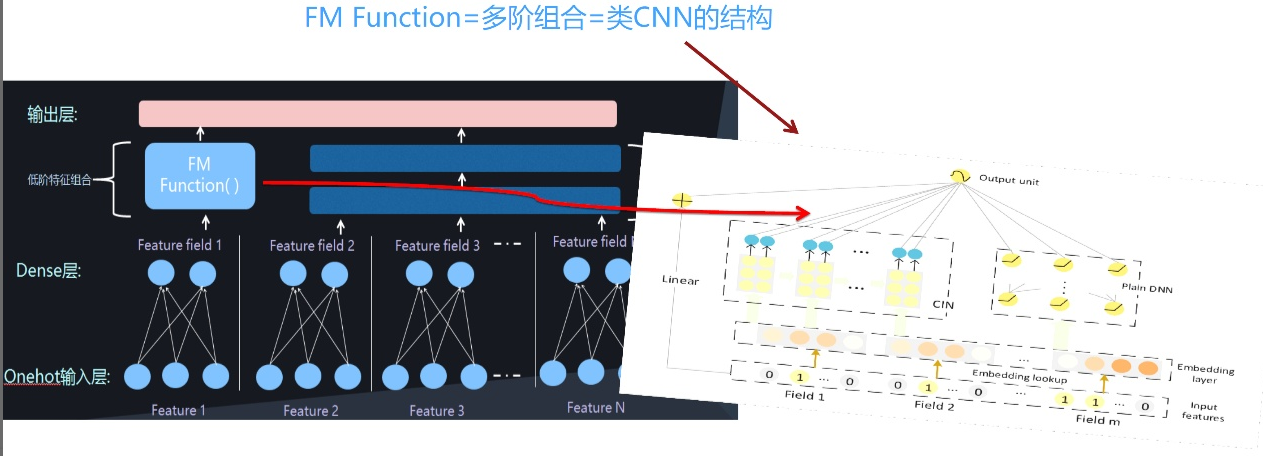 FM Function=多阶组合=类CNN的结构
输出层:
低阶特征组合
FM
Function( )
Feature field 1
Feature field 2
Feature field 3
Feature field
Dense层:
Onehot输入层:
Feature 1
Feature 2
Feature 3
Feature N
Output unit
Linear
CIN
Plain DNN
Embedding
layer
Embedding lookup
0 1 ... 0
0 1 ... 0
...
1 1 ... 0
Field 1
Field 2
Field m
Input
features